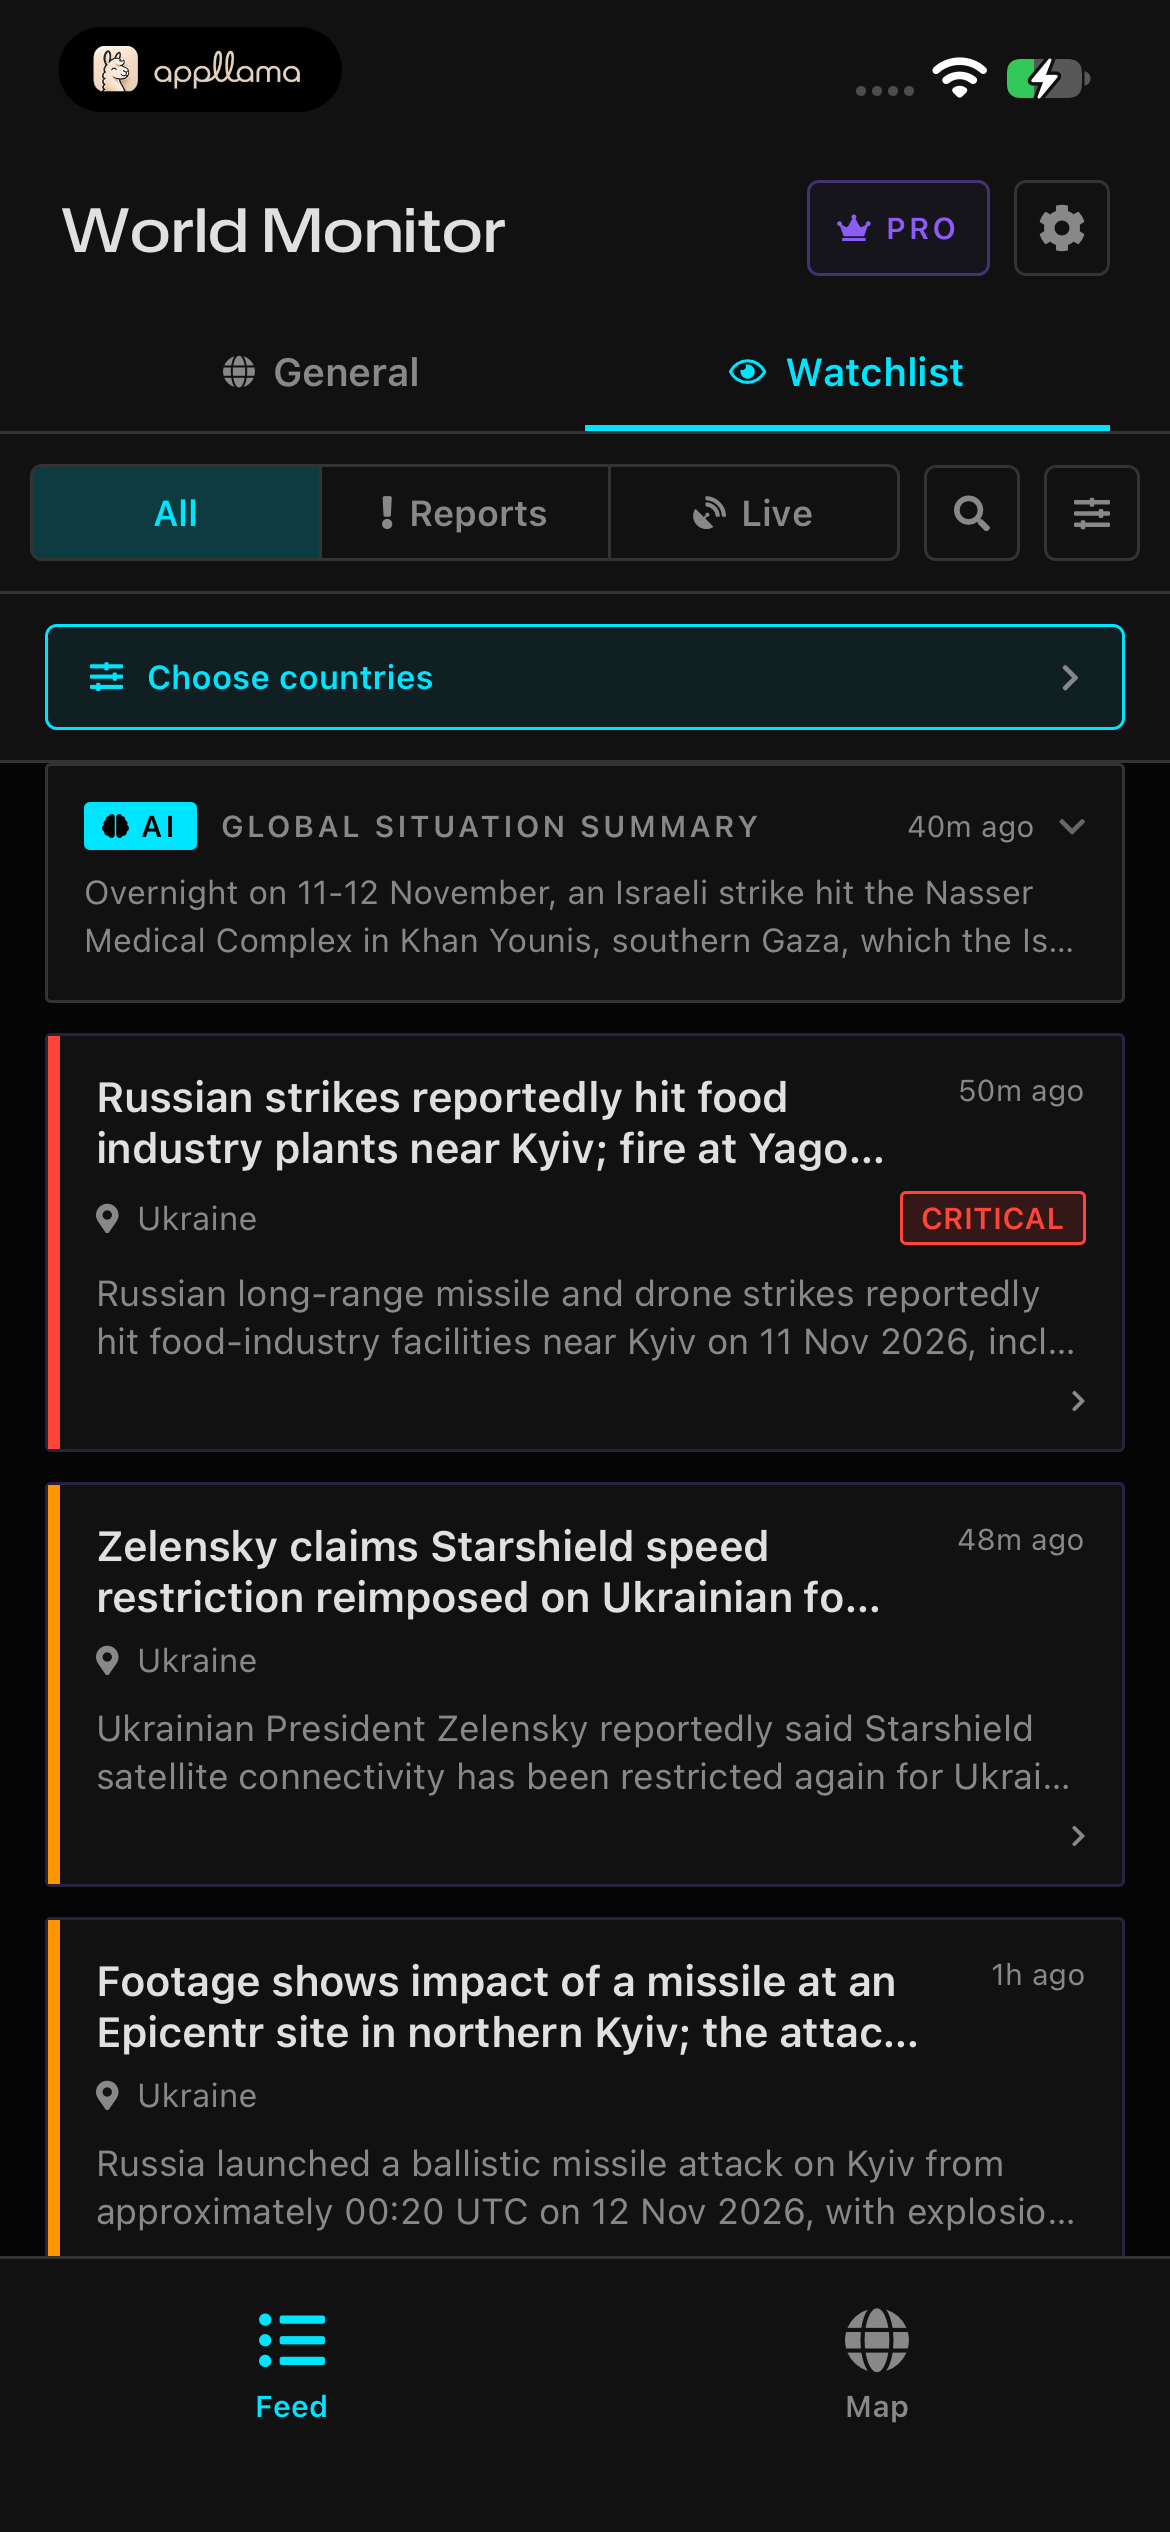 appllama
World Monitor
PRO
General
Watchlist
All
Reports
Live
Choose countries
AI GLOBAL SITUATION SUMMARY 40m ago
Overnight on 11-12 November, an Israeli strike hit the Nasser
Medical Complex in Khan Younis, southern Gaza, which the Is...
Russian strikes reportedly hit food 50m ago
industry plants near Kyiv; fire at Yago...
Ukraine CRITICAL
Russian long-range missile and drone strikes reportedly
hit food-industry facilities near Kyiv on 11 Nov 2026, incl...
Zelensky claims Starshield speed 48m ago
restriction reimposed on Ukrainian fo...
Ukraine
Ukrainian President Zelensky reportedly said Starshield
satellite connectivity has been restricted again for Ukrai...
Footage shows impact of a missile at an 1h ago
Epicentr site in northern Kyiv; the attac...
Ukraine
Russia launched a ballistic missile attack on Kyiv from
approximately 00:20 UTC on 12 Nov 2026, with explosio...
Feed
Map